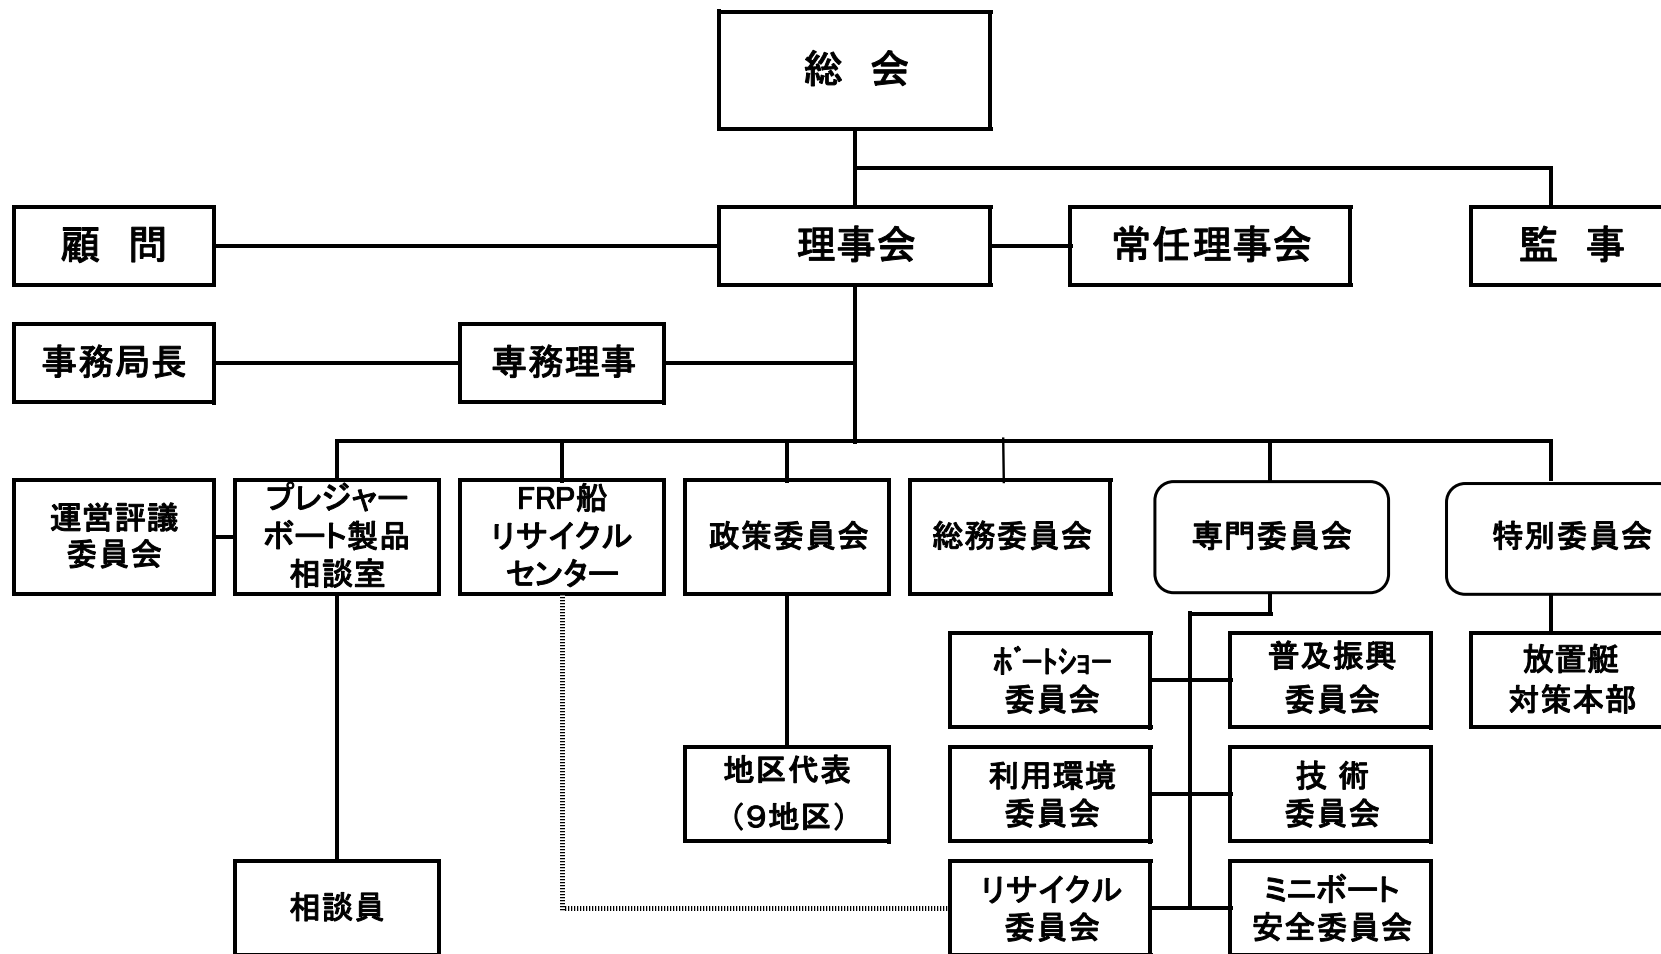 総 会
顧 問
理事会
常任理事会
監 事
事務局長
専務理事
運営評議
委員会
プレジャー
ボート製品
相談室
FRP船
リサイクル
センター
政策委員会
総務委員会
専門委員会
特別委員会
ﾎﾞｰﾄｼｮｰ
委員会
普及振興
委員会
放置艇
対策本部
地区代表
（９地区）
利用環境
委員会
技 術
委員会
相談員
リサイクル
委員会
ミニボート
安全委員会